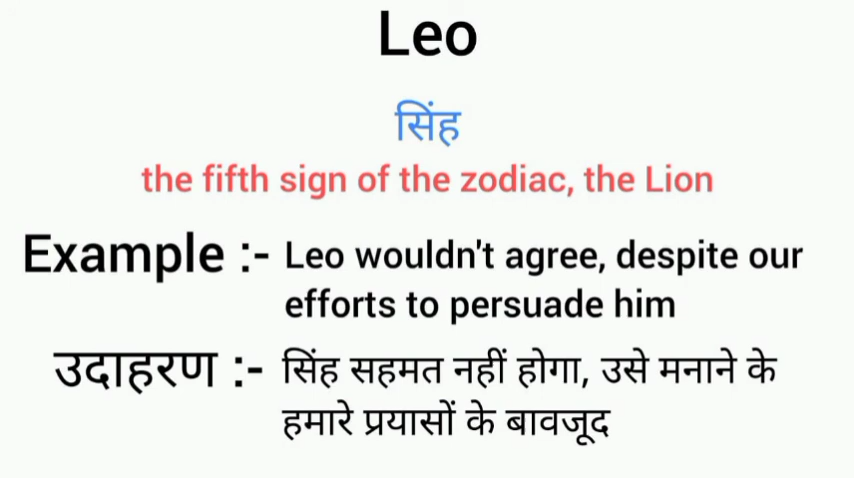 Leo
सिंह
the fifth sign of the zodiac, the Lion
Example :- Leo wouldn't agree, despite our
efforts to persuade him
उदाहरण :- सिंह सहमत नहीं होगा, उसे मनाने के
हमारे प्रयासों के बावजूद